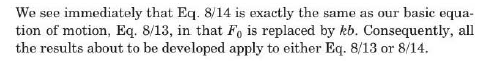 We see immediately that Eq. 8/14 is exactly the same as our basic equa-
tion of motion, Eq. 8/13, in that F₀ is replaced by kb. Consequently, all
the results about to be developed apply to either Eq. 8/13 or 8/14.